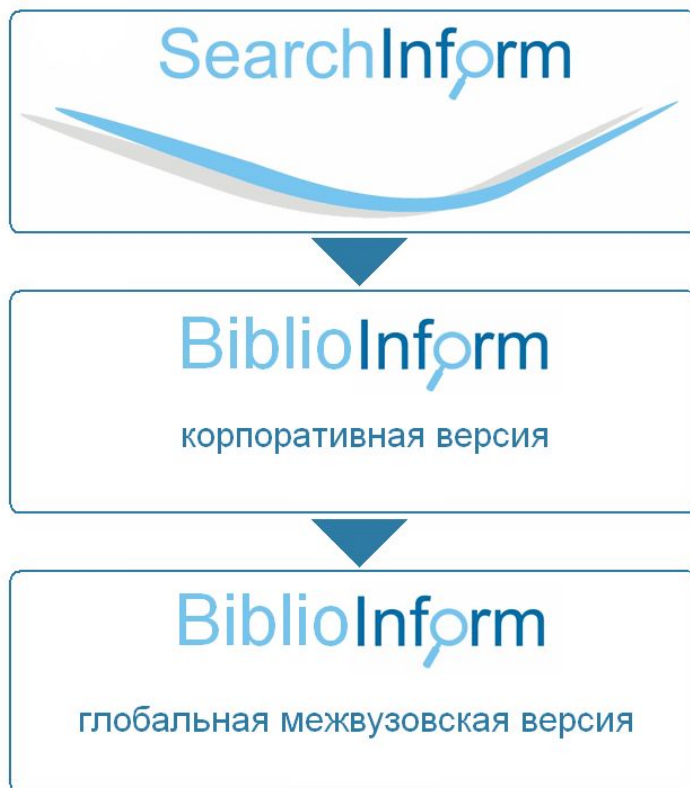 SearchInform
BiblioInform
корпоративная версия
BiblioInform
глобальная межвузовская версия